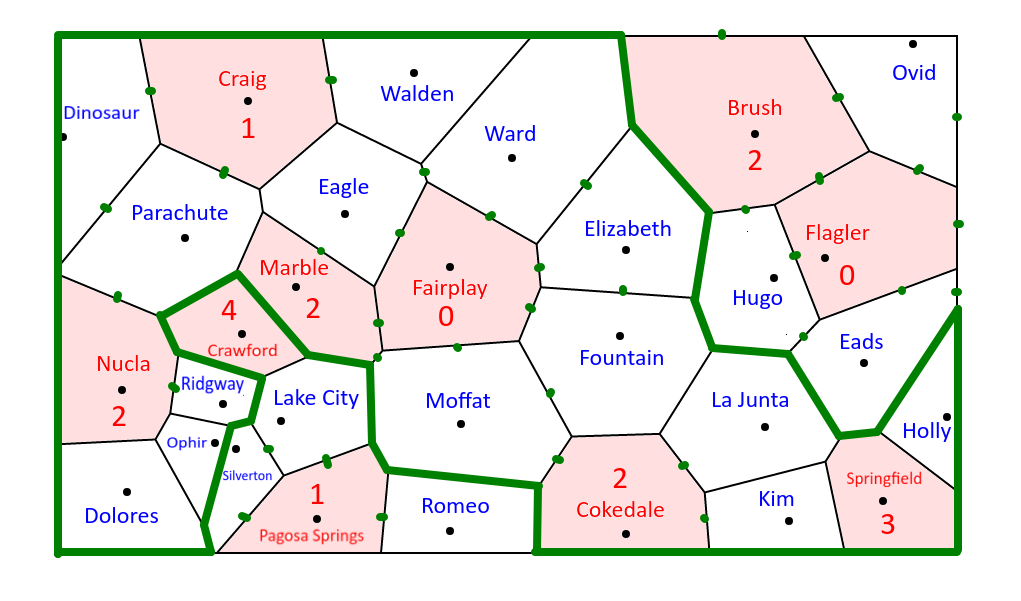 Ovid
Craig
Walden
1
Brush
Dinosaur
Ward
2
Eagle
Parachute
Elizabeth
Flagler
Marble
0
Fairplay
Hugo
4
2
0
Crawford
Eads
Fountain
Nucla
Ridgway
Lake City
Moffat
La Junta
2
Holly
Ophir
Silverton
2
Springfield
1
Kim
Romeo
Cokedale
3
Dolores
Pagosa Springs